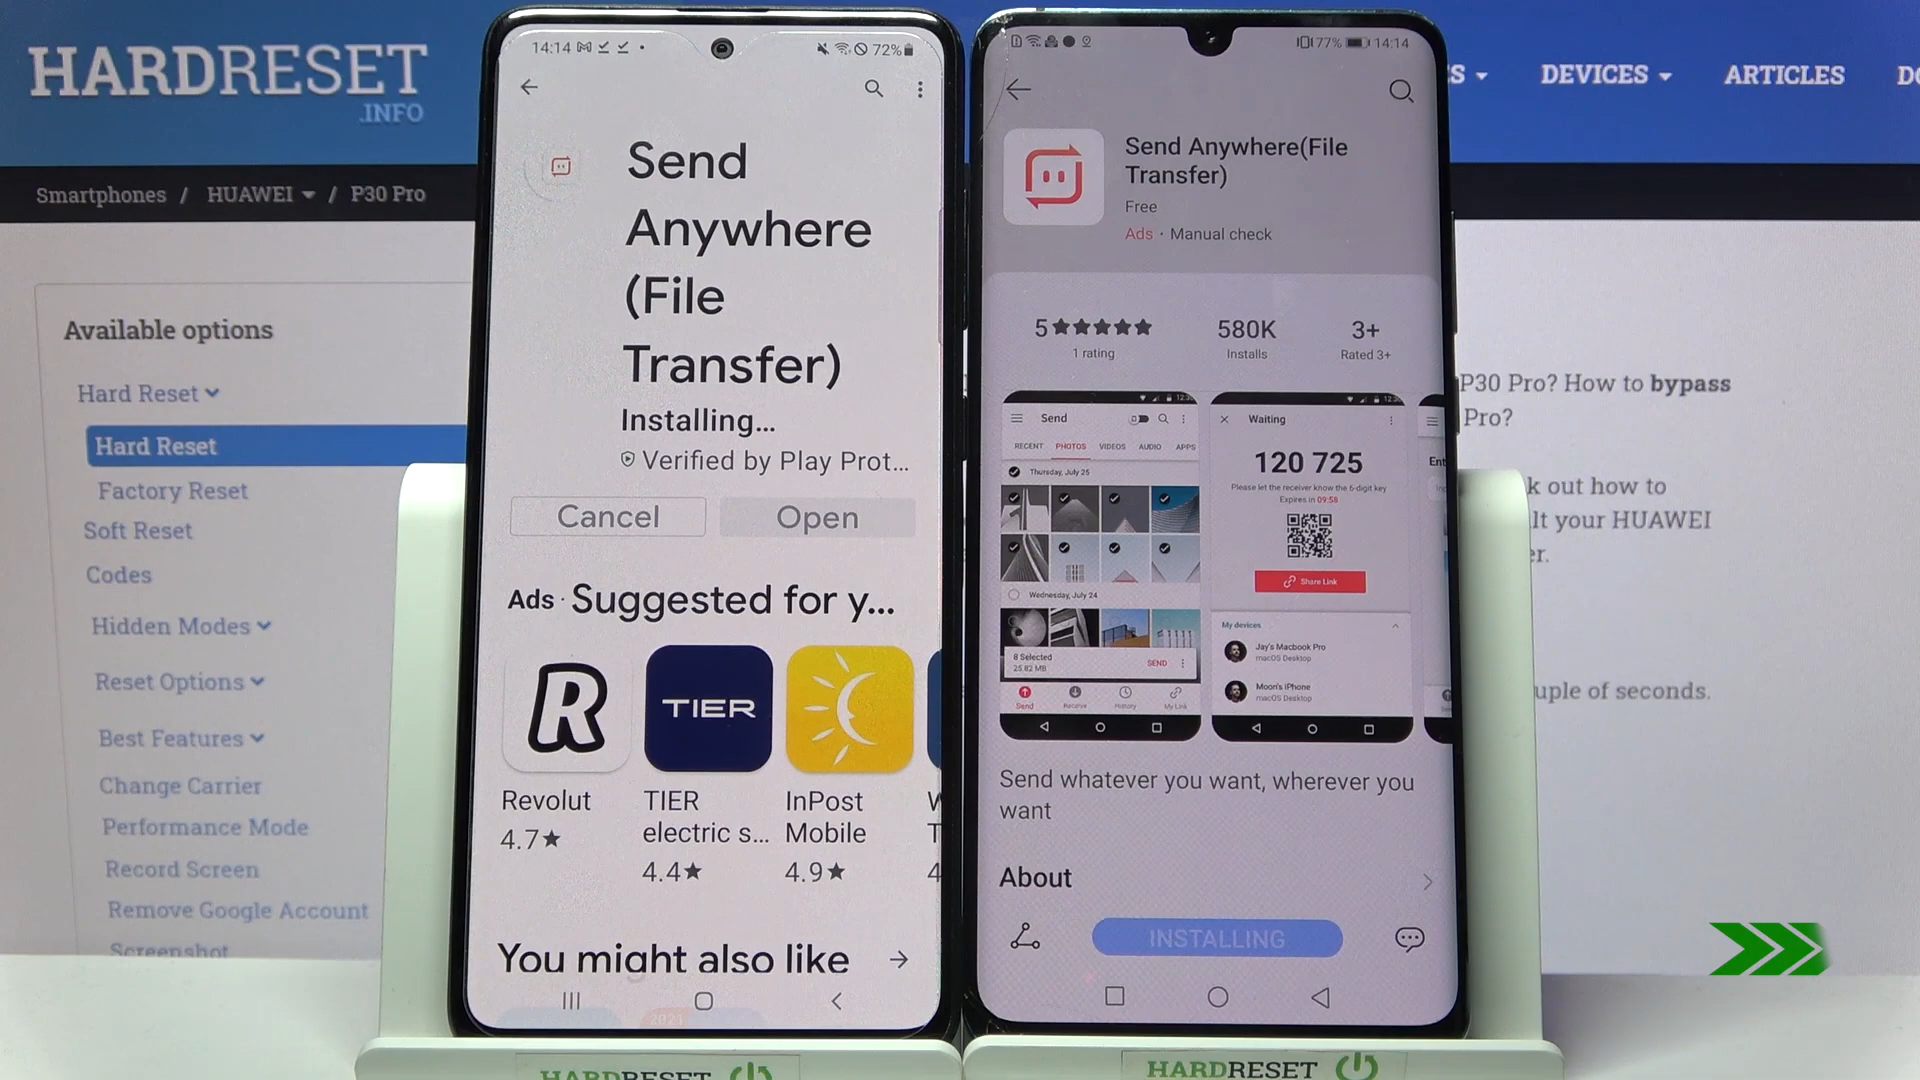 HARDRESET
.INFO
DEVICES
ARTICLES
Smartphones / HUAWEI / P30 Pro
Available options
Hard Reset
Hard Reset
Factory Reset
Soft Reset
Codes
Hidden Modes
Reset Options
Best Features
Change Carrier
Performance Mode
Record Screen
Remove Google Account
Screenshot
14:14
72%
Send
Anywhere
(File
Transfer)
Installing...
Verified by Play Prot...
Cancel
Open
Ads · Suggested for y...
TIER
Revolut
4.7★
TIER
electric s...
4.4★
InPost
Mobile
4.9★
You might also like
2021
77% 14:14
Send Anywhere(File
Transfer)
Free
Ads · Manual check
5★★★★★
1 rating
580K
Installs
3+
Rated 3+
Send
RECENT PHOTOS VIDEOS AUDIO APPS
Thursday, July 25
Wednesday, July 24
8 Selected
25.82 MB
SEND
Send Receive History My Link
Waiting
120 725
Please let the receiver know the 6-digit key
Expires in 09:58
Share Link
My devices
Jay's Macbook Pro
macOS Desktop
Moon's iPhone
macOS Desktop
Send whatever you want, wherever you
want
About
INSTALLING
P30 Pro? How to bypass
Pro?
k out how to
lt your HUAWEI
er.
uple of seconds.
HARDRESET
HARDRESET